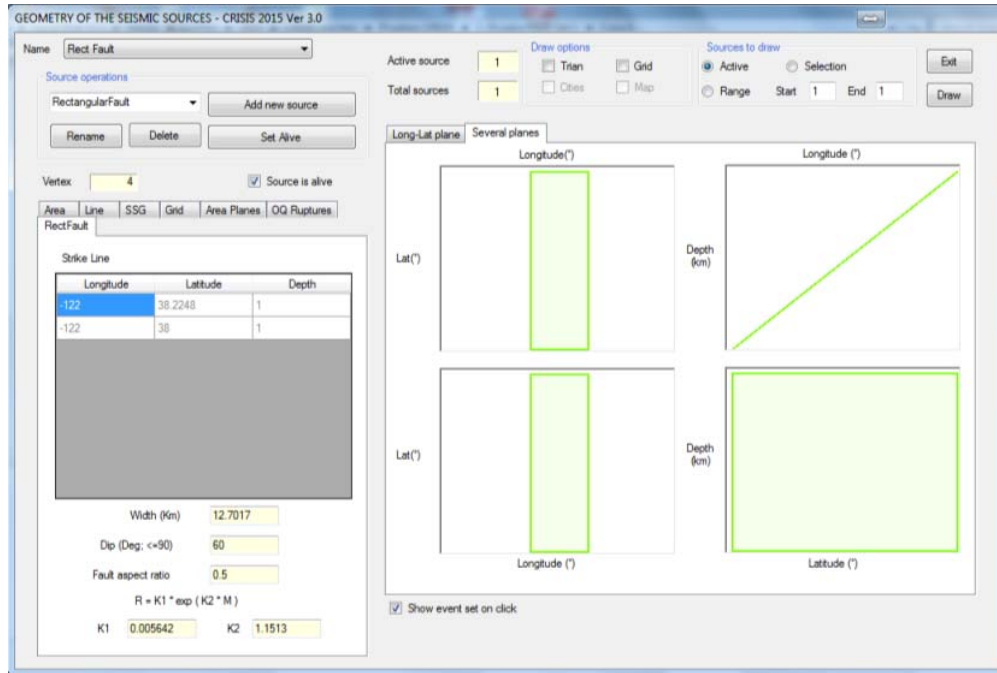 GEOMETRY OF THE SEISMIC SOURCES - CRISIS 2015 Ver 3.0
Name Rect Fault
Source operations
RectangularFault Add new source
Rename Delete Set Alive
Vertex 4 Source is alive
Area Line SSG Grid Area Planes OQ Ruptures
RectFault
Strike Line
Longitude Latitude Depth
-122 38.2248 1
-122 38 1
Width (Km) 12.7017
Dip (Deg; <=90) 60
Fault aspect ratio 0.5
R = K1 * exp ( K2 * M )
K1 0.005642 K2 1.1513
Active source 1
Total sources 1
Draw options
Trian Grid
Cities Map
Sources to draw
Active Selection
Range Start 1 End 1
Exit
Draw
Long-Lat plane Several planes
Longitude(°) Longitude (°)
Lat(°) Depth
(km)
Lat(°) Depth
(km)
Longitude (°) Latitude (°)
Show event set on click